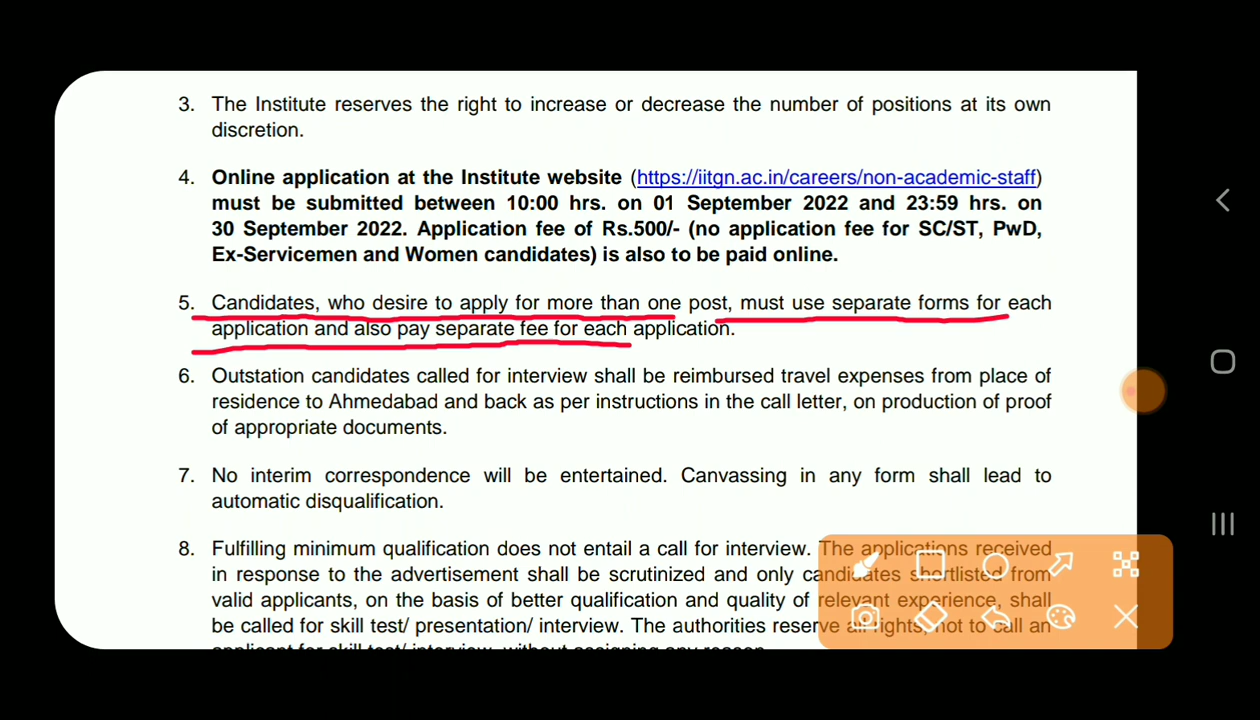 3. The Institute reserves the right to increase or decrease the number of positions at its own
discretion.
4. Online application at the Institute website (https://iitgn.ac.in/careers/non-academic-staff)
must be submitted between 10:00 hrs. on 01 September 2022 and 23:59 hrs. on
30 September 2022. Application fee of Rs.500/- (no application fee for SC/ST, PwD,
Ex-Servicemen and Women candidates) is also to be paid online.
5. Candidates, who desire to apply for more than one post, must use separate forms for each
application and also pay separate fee for each application.
6. Outstation candidates called for interview shall be reimbursed travel expenses from place of
residence to Ahmedabad and back as per instructions in the call letter, on production of proof
of appropriate documents.
7. No interim correspondence will be entertained. Canvassing in any form shall lead to
automatic disqualification.
8. Fulfilling minimum qualification does not entail a call for interview. The applications received
in response to the advertisement shall be scrutinized and only candidates shortlisted from
valid applicants, on the basis of better qualification and quality of relevant experience, shall
be called for skill test/ presentation/ interview. The authorities reserve all rights, not to call an
applicant for skill test/ interview, without assigning any reason.